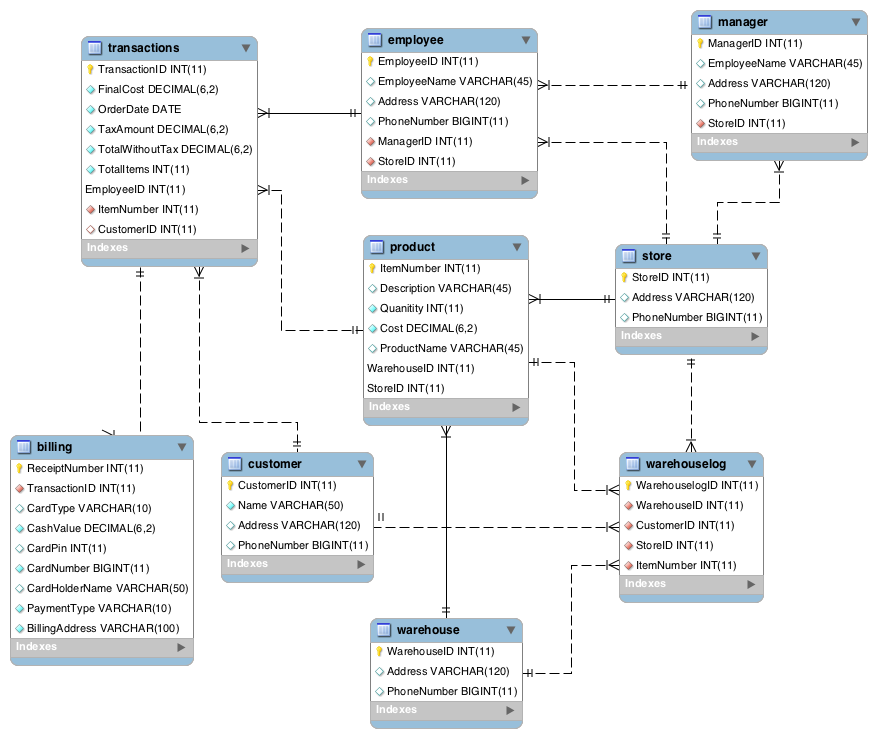 transactions
TransactionID INT(11)
FinalCost DECIMAL(6,2)
OrderDate DATE
TaxAmount DECIMAL(6,2)
TotalWithoutTax DECIMAL(6,2)
TotalItems INT(11)
EmployeeID INT(11)
ItemNumber INT(11)
CustomerID INT(11)
Indexes
employee
EmployeeID INT(11)
EmployeeName VARCHAR(45)
Address VARCHAR(120)
PhoneNumber BIGINT(11)
ManagerID INT(11)
StoreID INT(11)
Indexes
manager
ManagerID INT(11)
EmployeeName VARCHAR(45)
Address VARCHAR(120)
PhoneNumber BIGINT(11)
StoreID INT(11)
Indexes
product
ItemNumber INT(11)
Description VARCHAR(45)
Quanitity INT(11)
Cost DECIMAL(6,2)
ProductName VARCHAR(45)
WarehouseID INT(11)
StoreID INT(11)
Indexes
store
StoreID INT(11)
Address VARCHAR(120)
PhoneNumber BIGINT(11)
Indexes
billing
ReceiptNumber INT(11)
TransactionID INT(11)
CardType VARCHAR(10)
CashValue DECIMAL(6,2)
CardPin INT(11)
CardNumber BIGINT(11)
CardHolderName VARCHAR(50)
PaymentType VARCHAR(10)
BillingAddress VARCHAR(100)
Indexes
customer
CustomerID INT(11)
Name VARCHAR(50)
Address VARCHAR(120)
PhoneNumber BIGINT(11)
Indexes
warehouselog
WarehouselogID INT(11)
WarehouseID INT(11)
CustomerID INT(11)
StoreID INT(11)
ItemNumber INT(11)
Indexes
warehouse
WarehouseID INT(11)
Address VARCHAR(120)
PhoneNumber BIGINT(11)
Indexes